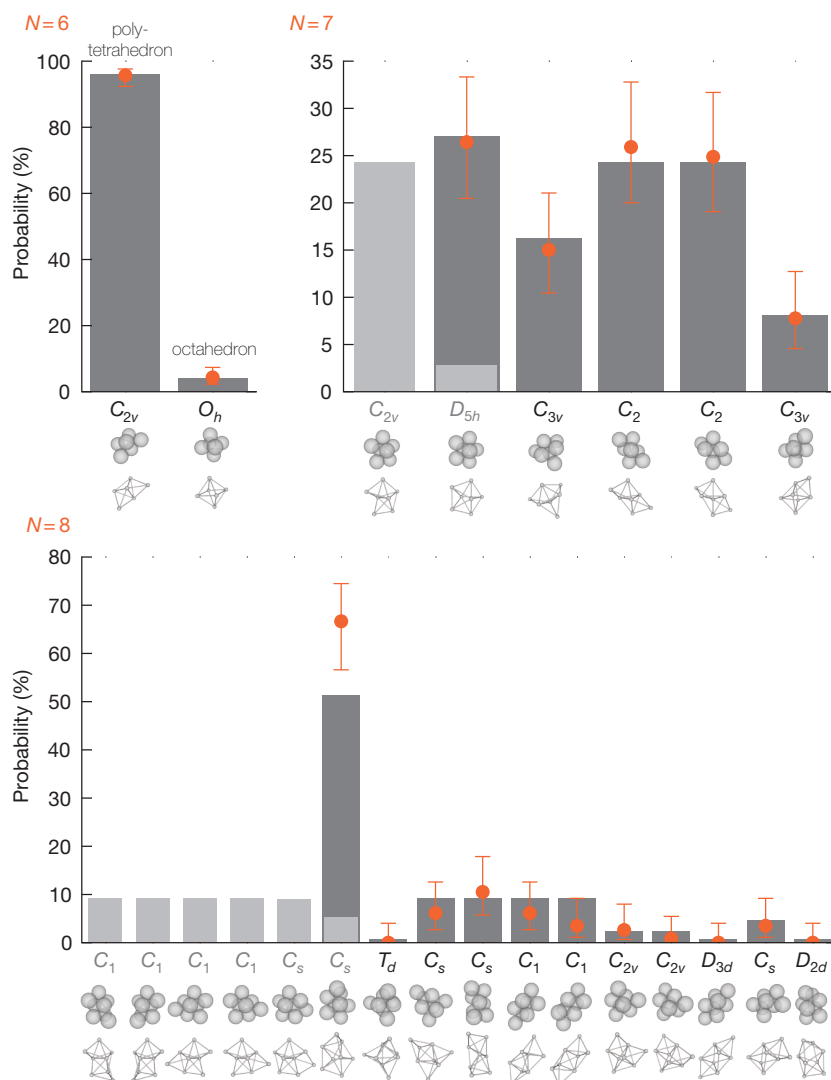 N=6
poly-
tetrahedron
Probability (%)
100
80
60
40
20
0
octahedron
C2v Oh
N=7
35
30
25
20
15
10
5
0
C2v D5h C3v C2 C2 C3v
N=8
Probability (%)
80
70
60
50
40
30
20
10
0
C1 C1 C1 C1 Cs Cs Td Cs Cs C1 C1 C2v C2v D3d Cs D2d